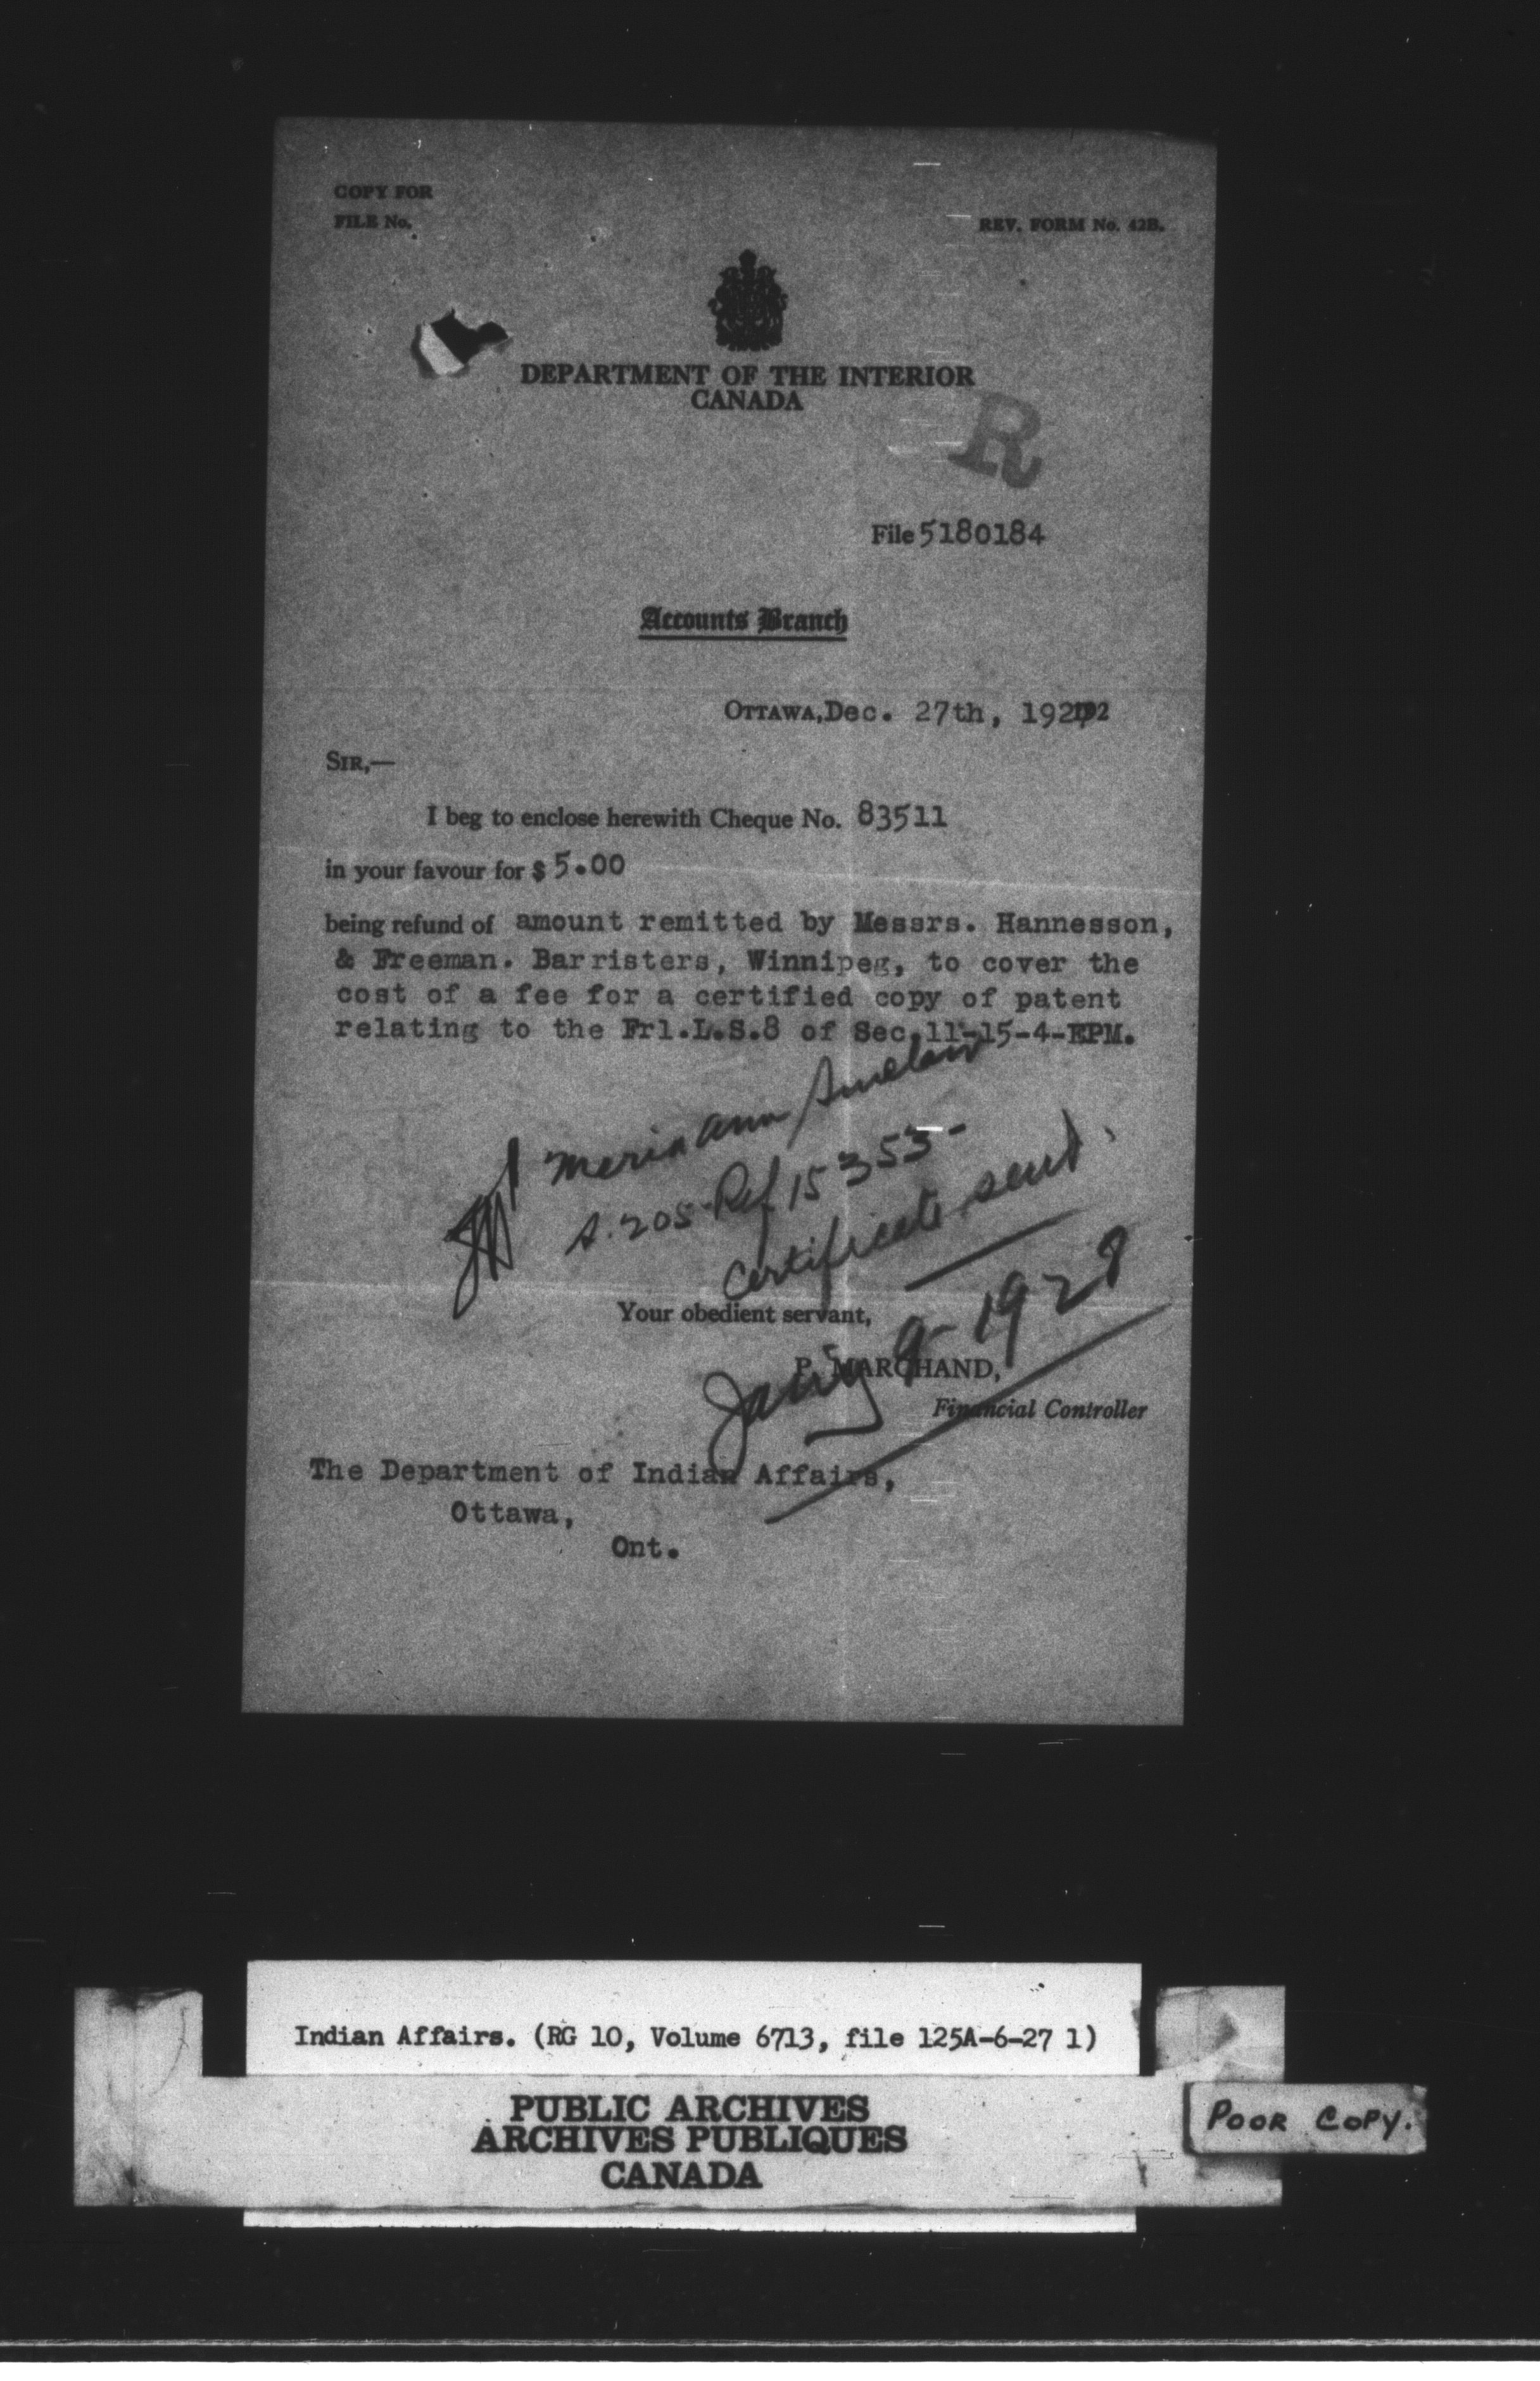 COPY FOR
FILE No.
REV. FORM No. 42B.
DEPARTMENT OF THE INTERIOR
CANADA
R
File 5180184
Accounts Branch
OTTAWA, Dec. 27th, 192 192
SIR,—
I beg to enclose herewith Cheque No. 83511
in your favour for $ 5.00
being refund of amount remitted by Messrs. Hannesson,
& Freeman. Barristers, Winnipeg, to cover the
cost of a fee for a certified copy of patent
relating to the Frl.L.S.8 of Sec.11-15-4-EPM.
Ann
A. 205 Ref 15353-
Certificate sent.
Your obedient servant,
Jan'y 9- 1928
P. MARCHAND,
Financial Controller
The Department of Indian Affairs,
Ottawa,
Ont.
Indian Affairs. (RG 10, Volume 6713, file 125A-6-27 1)
PUBLIC ARCHIVES
ARCHIVES PUBLIQUES
CANADA
POOR COPY.